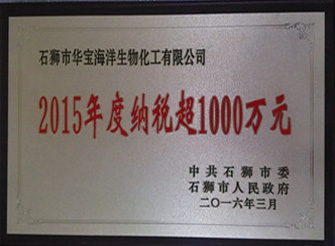 石狮市华宝海洋生物化工有限公司
2015年度纳税超1000万元
中共石狮市委
石狮市人民政府
二〇一六年三月